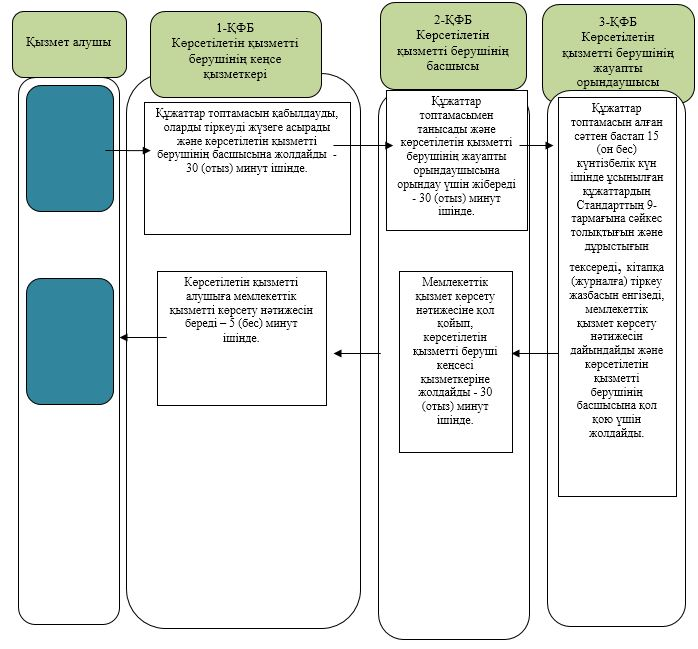 Қызмет алушы
1-ҚФБ
Көрсетілетін қызметті
берушінің кеңсе
қызметкері
2-ҚФБ
Көрсетілетін
қызметті берушінің
басшысы
3-ҚФБ
Көрсетілетін
қызметті берушінің
жауапты
орындаушысы
Құжаттар топтамасын қабылдауды,
оларды тіркеуді жүзеге асырады
және көрсетілетін қызметті
берушінің басшысына жолдайды -
30 (отыз) минут ішінде.
Құжаттар
топтамасымен
танысады және
көрсетілетін қызметті
берушінің жауапты
орындаушысына
орындау үшін жібереді
- 30 (отыз) минут
ішінде.
Құжаттар
топтамасын алған
сәттен бастап 15
(он бес)
күнтізбелік күн
ішінде ұсынылған
құжаттардың
Стандарттың 9-
тармағына сәйкес
толықтығын және
дұрыстығын
тексереді, кітапқа
(журналға) тіркеу
жазбасын енгізеді,
мемлекеттік
қызмет көрсету
нәтижесін
дайындайды және
көрсетілетін
қызметті
берушінің
басшысына қол
қою үшін
жолдайды.
Мемлекеттік
қызмет көрсету
нәтижесіне қол
қойып,
көрсетілетін
қызметті беруші
кеңсесі
қызметкеріне
жолдайды - 30
(отыз) минут
ішінде.
Көрсетілетін қызметті
алушыға мемлекеттік
қызметті көрсету нәтижесін
береді – 5 (бес) минут
ішінде.